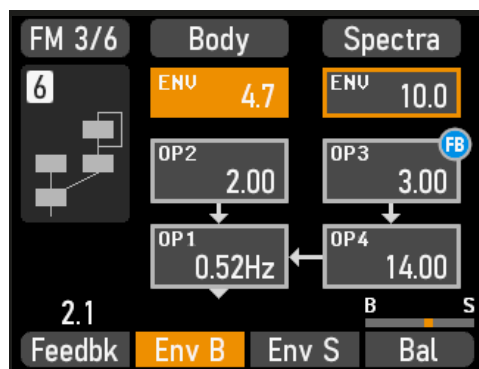 FM 3/6 Body Spectra
6 ENV 4.7 ENV 10.0
FB
OP2 2.00 OP3 3.00
OP1 0.52Hz OP4 14.00
2.1 B S
Feedbk Env B Env S Bal